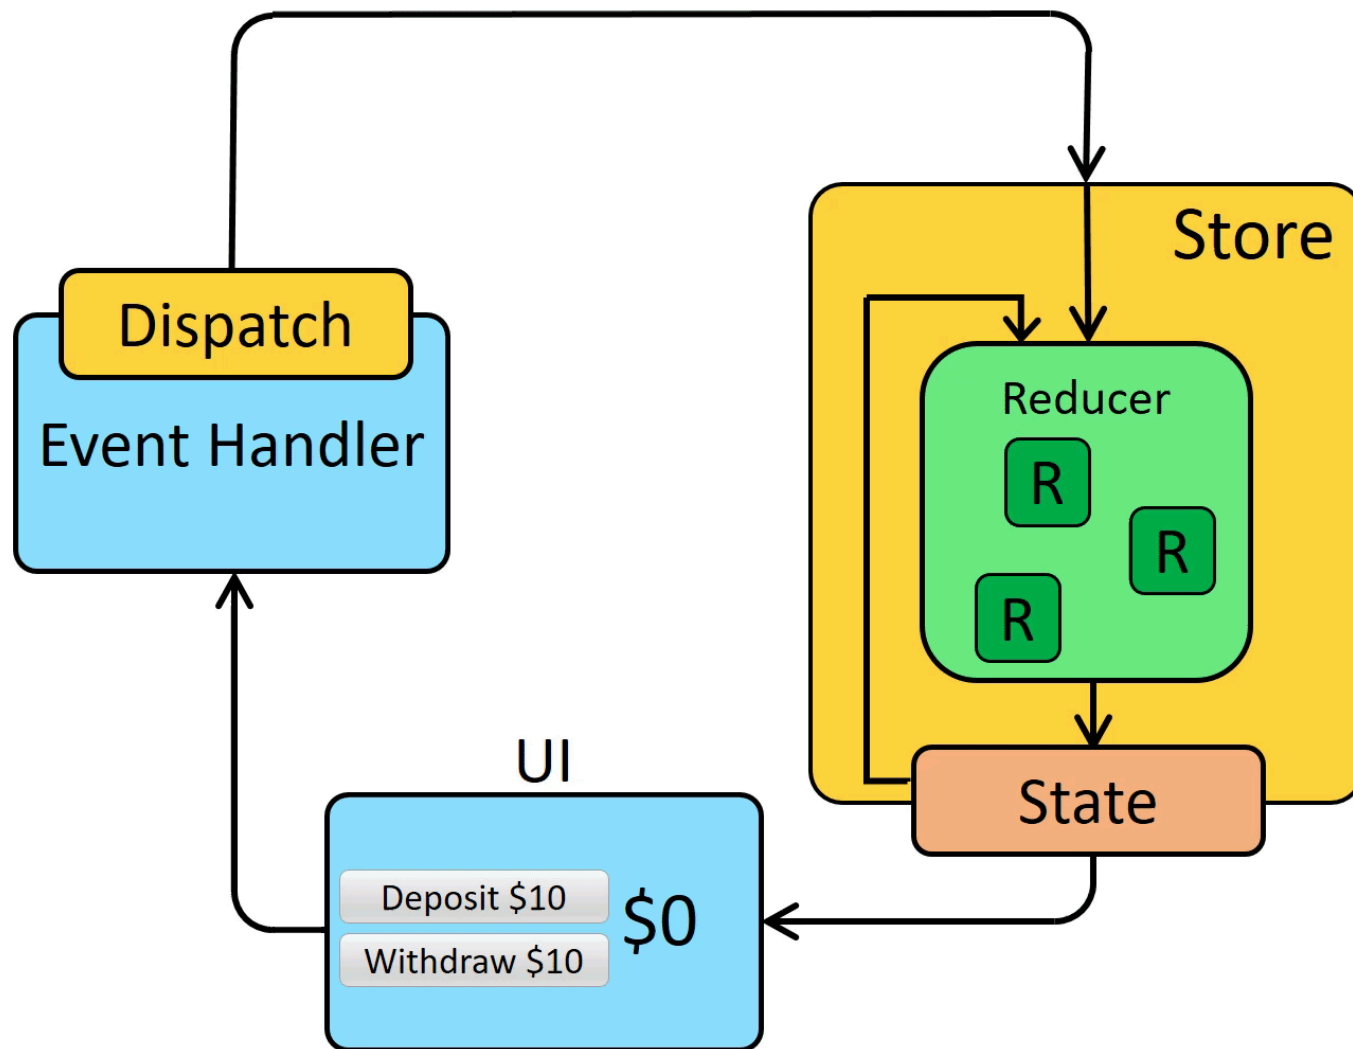 Store
Dispatch
Event Handler
Reducer
R
R
R
State
UI
Deposit $10
$0
Withdraw $10